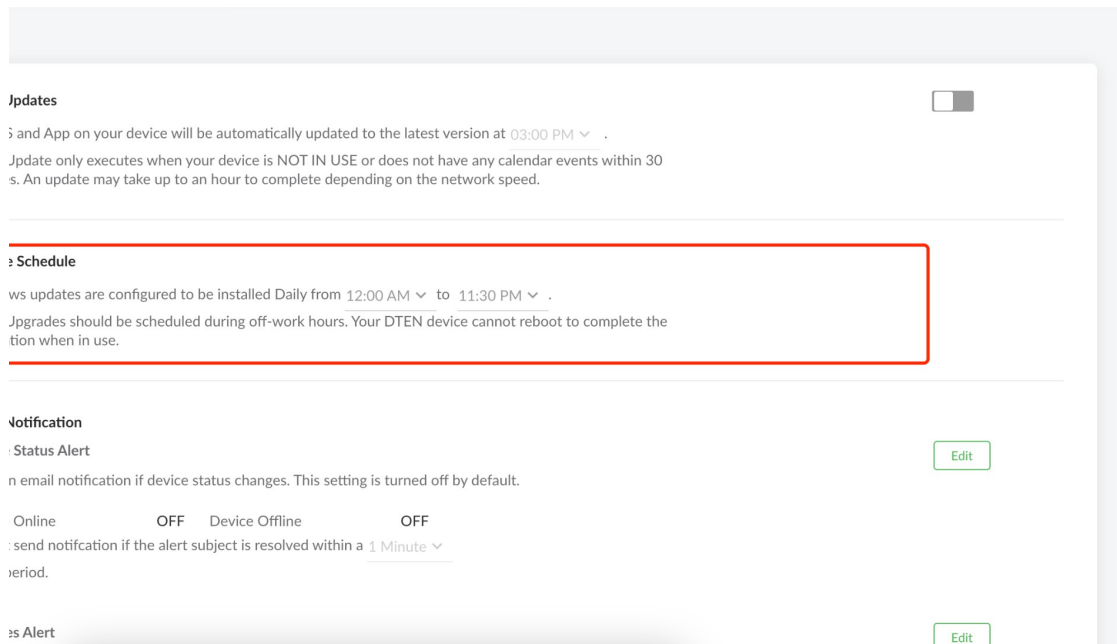 Updates
S and App on your device will be automatically updated to the latest version at 03:00 PM .
Update only executes when your device is NOT IN USE or does not have any calendar events within 30
s. An update may take up to an hour to complete depending on the network speed.
e Schedule
ws updates are configured to be installed Daily from 12:00 AM to 11:30 PM .
Upgrades should be scheduled during off-work hours. Your DTEN device cannot reboot to complete the
tion when in use.
Notification
Status Alert
Edit
n email notification if device status changes. This setting is turned off by default.
Online OFF Device Offline OFF
send notifcation if the alert subject is resolved within a 1 Minute
period.
es Alert
Edit